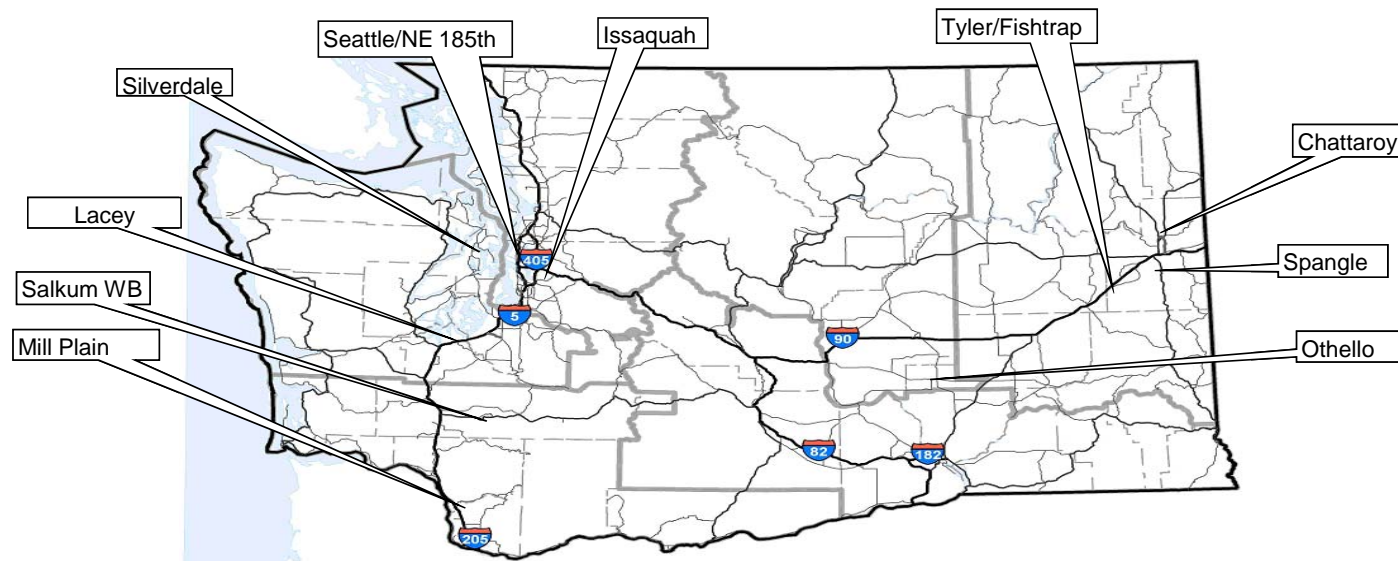 Seattle/NE 185th
Issaquah
Tyler/Fishtrap
Silverdale
Chattaroy
Lacey
Spangle
Salkum WB
Mill Plain
Othello
405
5
90
82
182
205